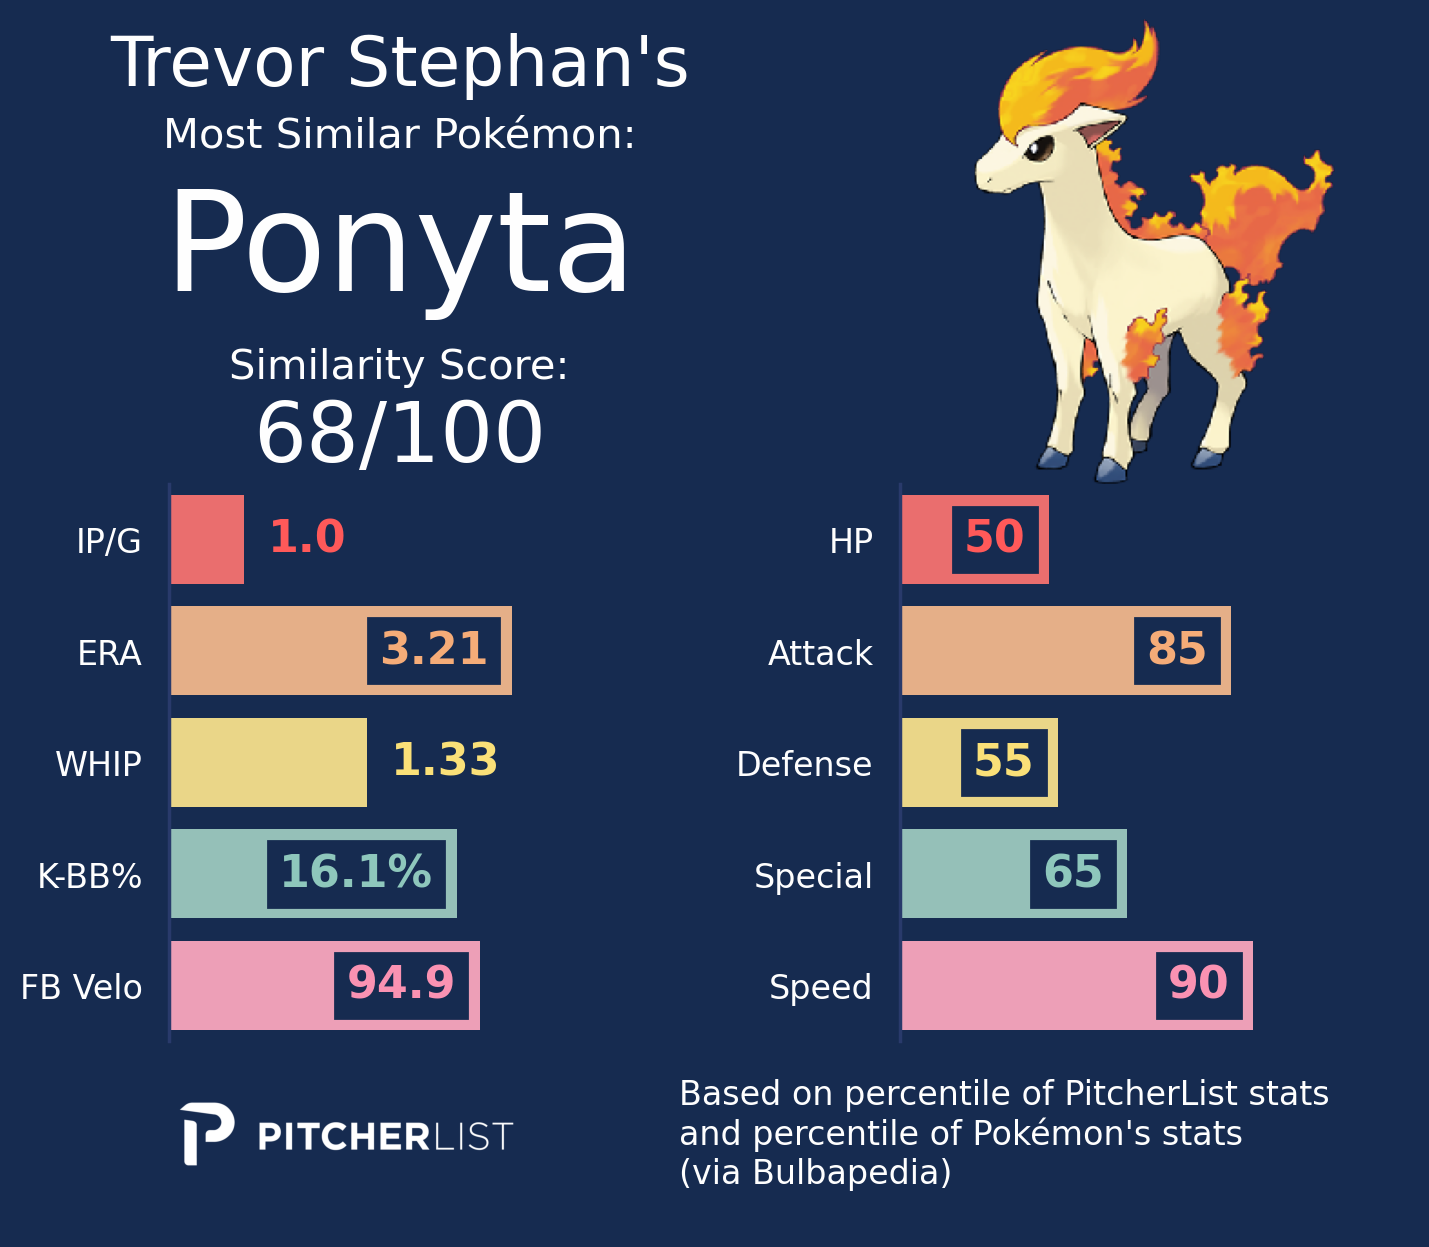 Trevor Stephan's
Most Similar Pokémon:
Ponyta
Similarity Score:
68/100
IP/G 1.0
ERA 3.21
WHIP 1.33
K-BB% 16.1%
FB Velo 94.9
HP 50
Attack 85
Defense 55
Special 65
Speed 90
PITCHERLIST
Based on percentile of PitcherList stats
and percentile of Pokémon's stats
(via Bulbapedia)